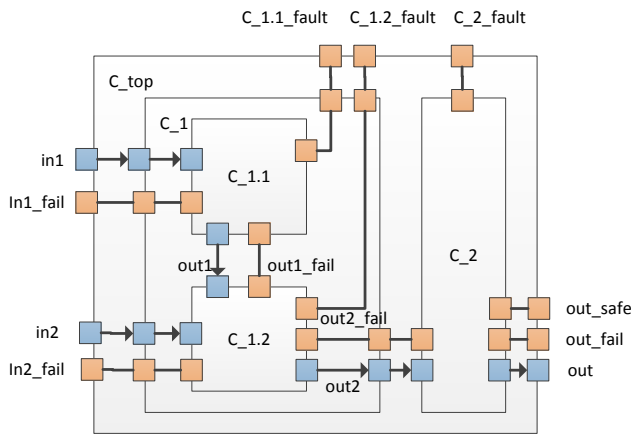 C_1.1_fault C_1.2_fault C_2_fault
C_top
C_1
in1
C_1.1
In1_fail
out1
out1_fail
C_2
out_safe
out2_fail
in2
C_1.2
out_fail
In2_fail
out2
out